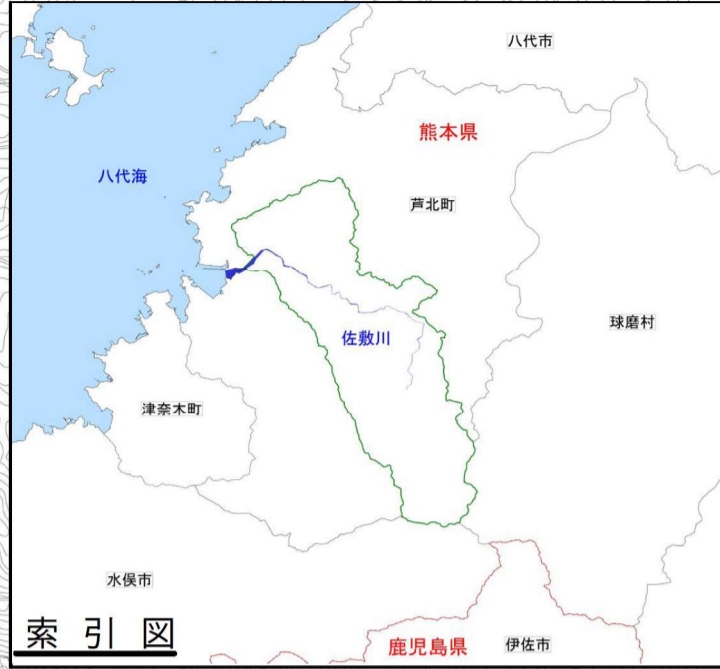 八代市
熊本県
八代海
芦北町
球磨村
佐敷川
津奈木町
水俣市
索引図
鹿児島県
伊佐市